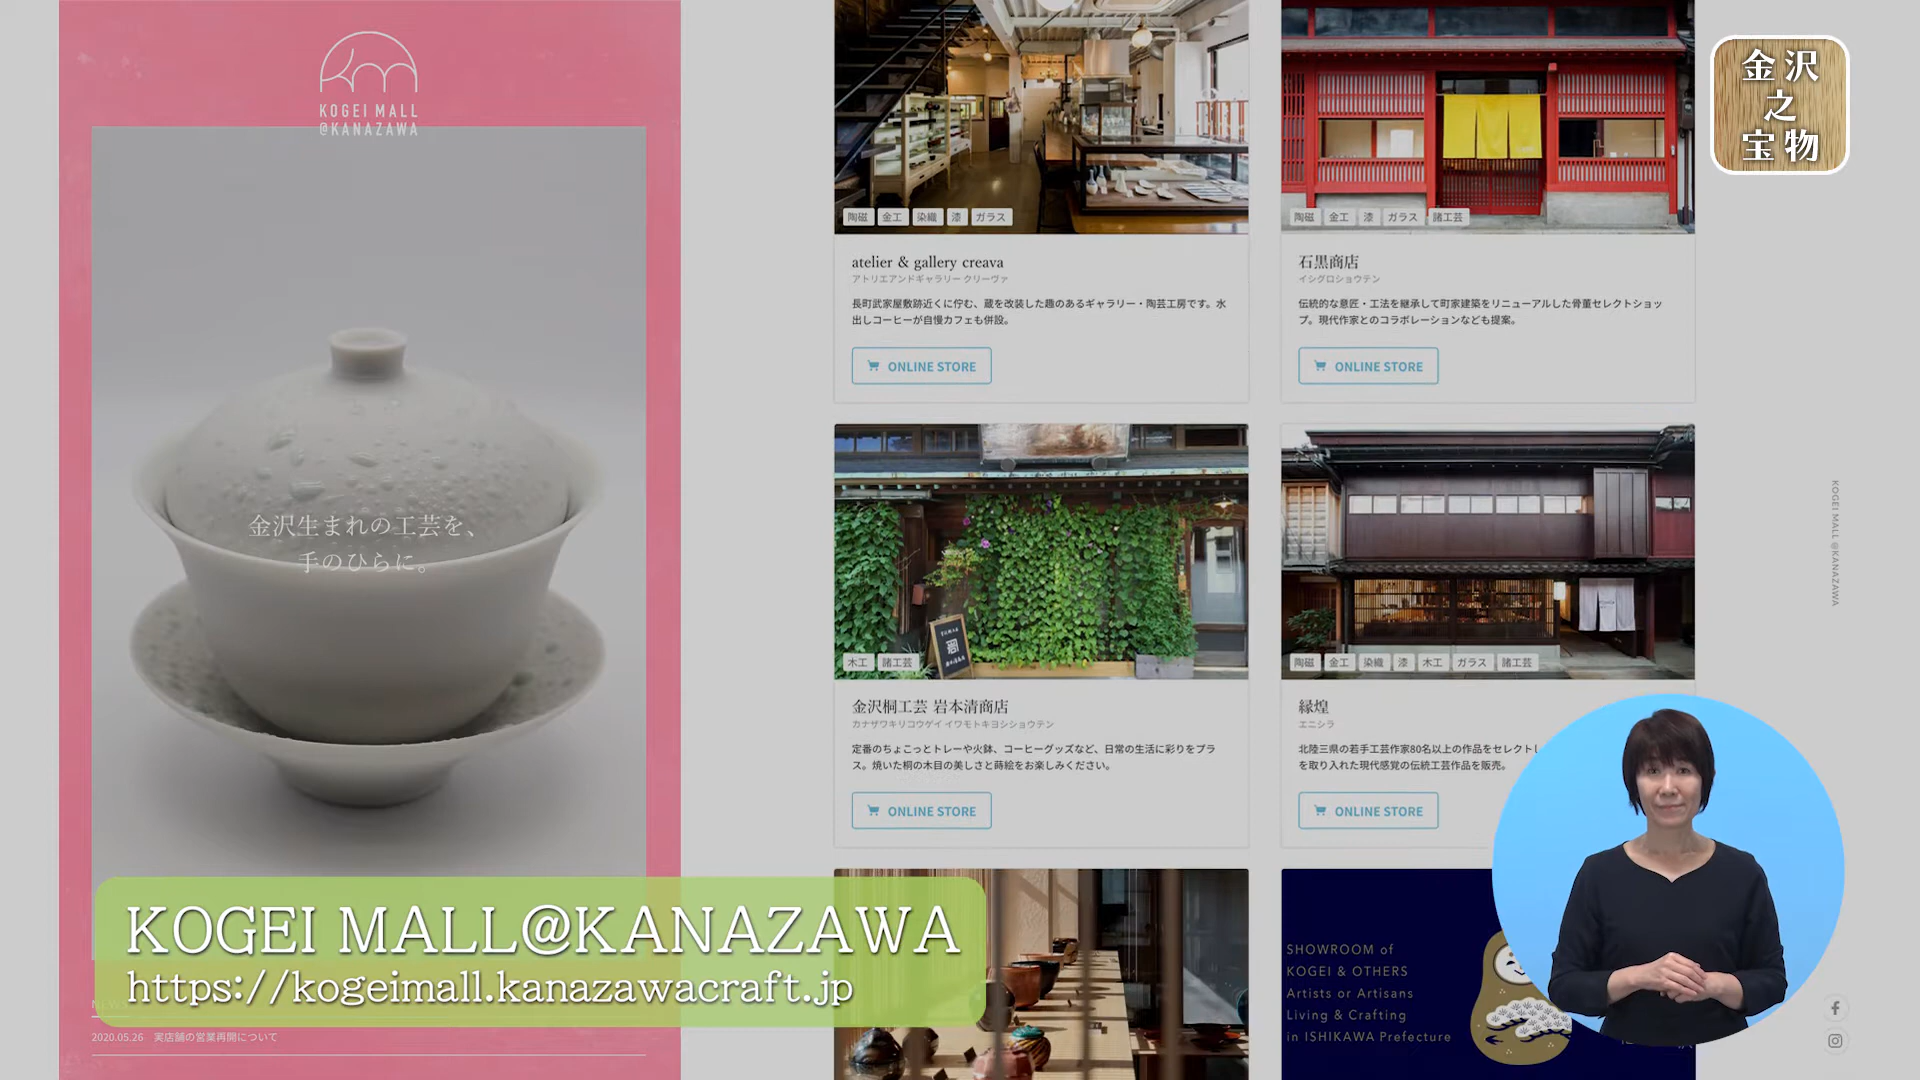 KOGEI MALL
@KANAZAWA
金沢生まれの工芸を、
手のひらに。
2020.05.26 実店舗の営業再開について
陶磁 金工 染織 漆 ガラス
atelier & gallery creava
アトリエアンドギャラリー クリーヴァ
長町武家屋敷跡近くに佇む、蔵を改装した趣のあるギャラリー・陶芸工房です。水
出しコーヒーが自慢カフェも併設。
ONLINE STORE
陶磁 金工 漆 ガラス 諸工芸
石黒商店
イシグロショウテン
伝統的な意匠・工法を継承して町家建築をリニューアルした骨董セレクトショッ
プ。現代作家とのコラボレーションなども提案。
ONLINE STORE
木工 諸工芸
金沢桐工芸 岩本清商店
カナザワキリコウゲイ イワモトキヨシショウテン
定番のちょこっとトレーや火鉢、コーヒーグッズなど、日常の生活に彩りをプラ
ス。焼いた桐の木目の美しさと蒔絵をお楽しみください。
ONLINE STORE
陶磁 金工 染織 漆 木工 ガラス 諸工芸
縁煌
エニシラ
北陸三県の若手工芸作家80名以上の作品をセレクトし
を取り入れた現代感覚の伝統工芸作品を販売。
ONLINE STORE
SHOWROOM of
KOGEI & OTHERS
Artists or Artisans
Living & Crafting
in ISHIKAWA Prefecture
KOGEI MALL @KANAZAWA
金沢
之
宝物
KOGEI MALL@KANAZAWA
https://kogeimall.kanazawacraft.jp